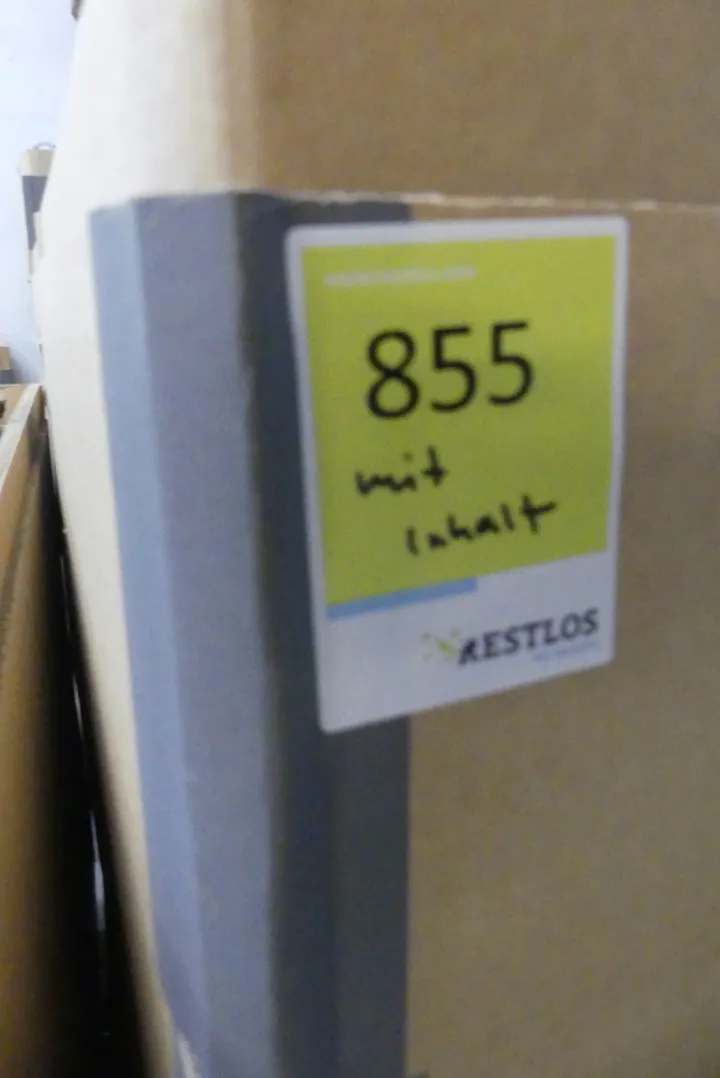 855
mit
Inhalt
RESTLOS